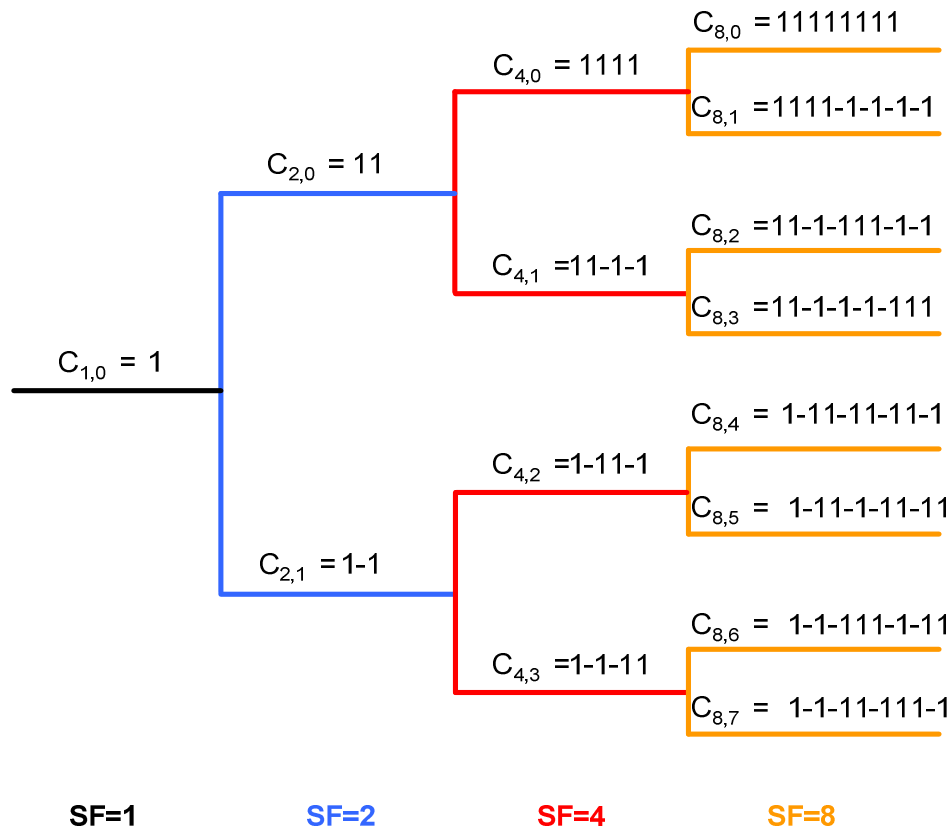 C8,0 = 11111111
C4,0 = 1111
C8,1 =1111-1-1-1-1
C2,0 = 11
C8,2 =11-1-111-1-1
C4,1 =11-1-1
C8,3 =11-1-1-1-111
C1,0 = 1
C8,4 = 1-11-11-11-1
C4,2 =1-11-1
C8,5 = 1-11-1-11-11
C2,1 = 1-1
C8,6 = 1-1-111-1-11
C4,3 =1-1-11
C8,7 = 1-1-11-111-1
SF=1 SF=2 SF=4 SF=8